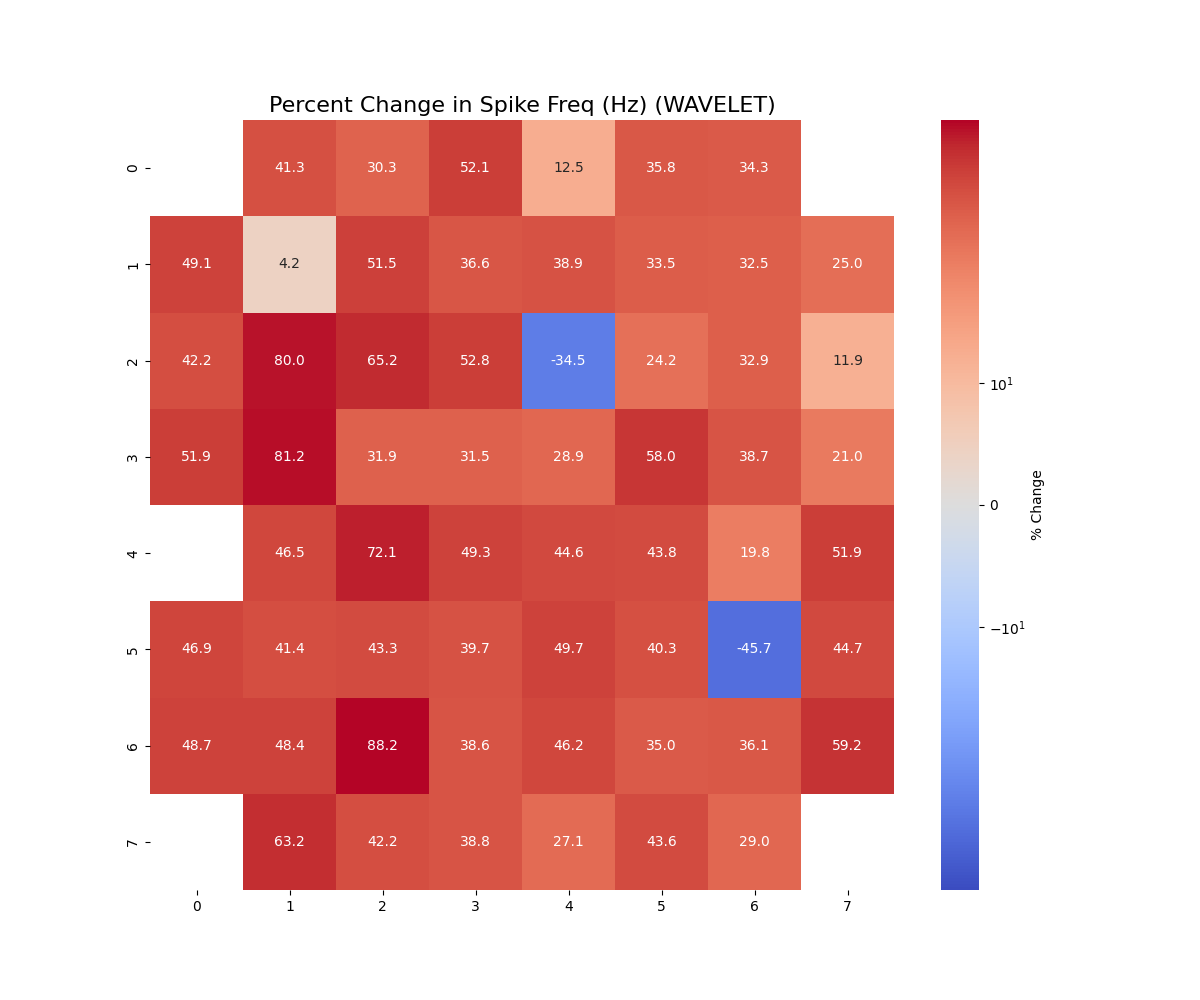 Percent Change in Spike Freq (Hz) (WAVELET)
0 41.3 30.3 52.1 12.5 35.8 34.3
1 49.1 4.2 51.5 36.6 38.9 33.5 32.5 25.0
2 42.2 80.0 65.2 52.8 -34.5 24.2 32.9 11.9
3 51.9 81.2 31.9 31.5 28.9 58.0 38.7 21.0
4 46.5 72.1 49.3 44.6 43.8 19.8 51.9
5 46.9 41.4 43.3 39.7 49.7 40.3 -45.7 44.7
6 48.7 48.4 88.2 38.6 46.2 35.0 36.1 59.2
7 63.2 42.2 38.8 27.1 43.6 29.0
0 1 2 3 4 5 6 7
10¹
0
−10¹
% Change